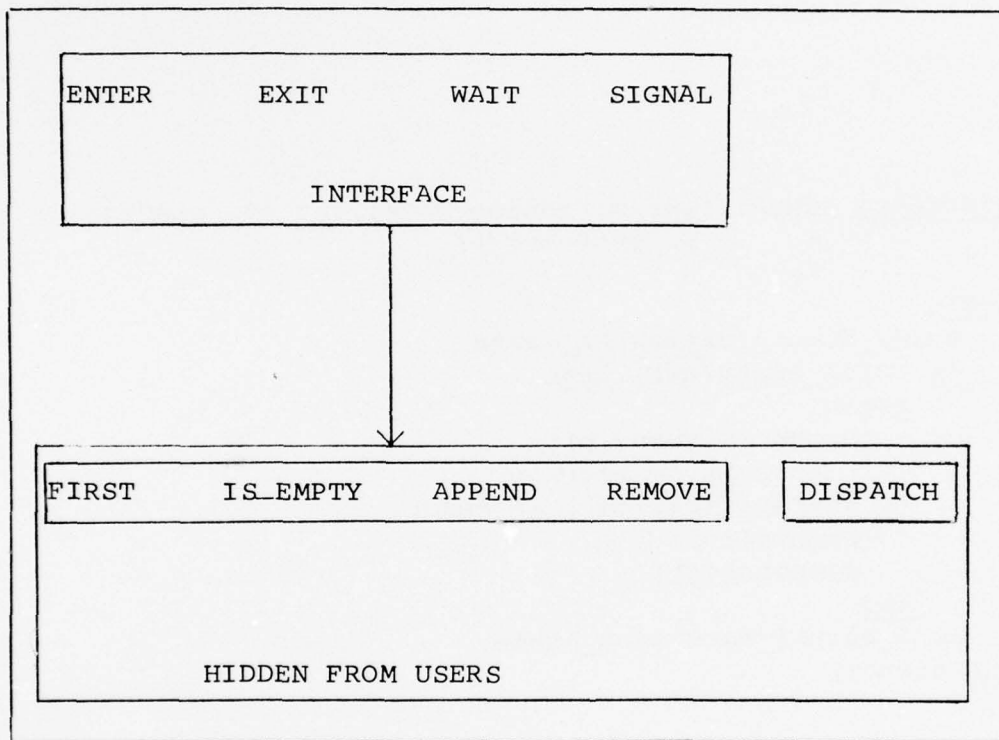 ENTER EXIT WAIT SIGNAL
INTERFACE
FIRST IS_EMPTY APPEND REMOVE DISPATCH
HIDDEN FROM USERS